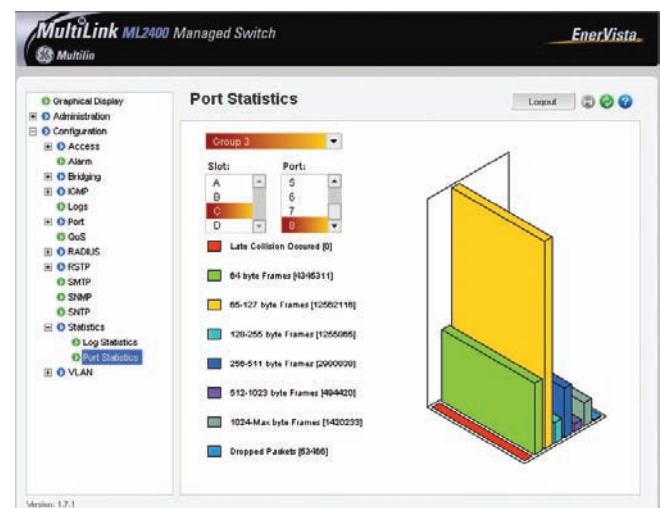 MultiLink ML2400 Managed Switch
EnerVista
Multilin
Port Statistics
Logout
Graphical Display
Administration
Configuration
Access
Alarm
Bridging
IGMP
Logs
Port
QoS
RADIUS
RSTP
SMTP
SNMP
SNTP
Statistics
Log Statistics
Port Statistics
VLAN
Group 3
Slot: Port:
A 5
B 6
C 7
D 8
Late Collision Occured [0]
64 byte Frames [4345311]
65-127 byte Frames [12562116]
128-255 byte Frames
256-511 byte Frames
512-1023 byte Frames [494420]
1024-Max byte Frames [1420233]
Dropped Packets [53466]
Version: 1.7.1